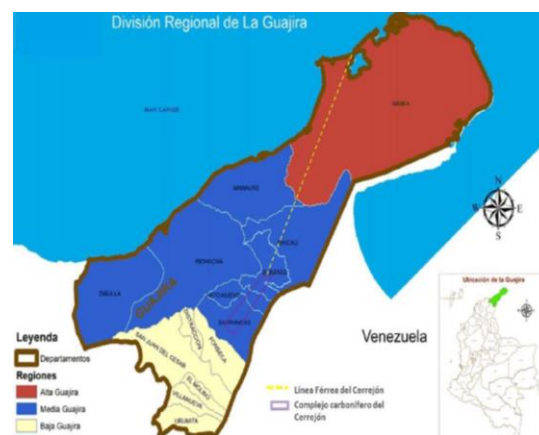 División Regional de La Guajira
MAR CARIBE
URIBIA
MANAURE
MAICAO
RIOHACHA
ALBANIA
DIBULLA
GUAJIRA
HATONUEVO
BARRANCAS
DISTRACCION
FONSECA
SAN JUAN DEL CESAR
EL MOLINO
VILLANUEVA
URUMITA
N
W
E
S
Ubicación de la Guajira
Venezuela
Leyenda
Departamentos
Regiones
Alta Guajira
Media Guajira
Baja Guajira
Línea Férrea del Cerrejón
Complejo carbonífero del
Cerrejón